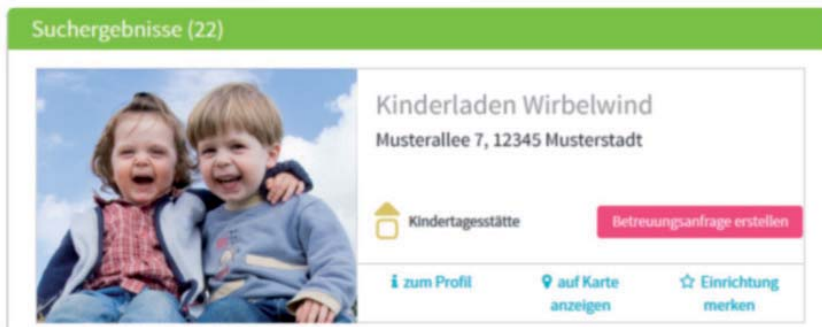 Suchergebnisse (22)
Kinderladen Wirbelwind
Musterallee 7, 12345 Musterstadt
Kindertagesstätte
Betreuungsanfrage erstellen
zum Profil
auf Karte
anzeigen
Einrichtung
merken